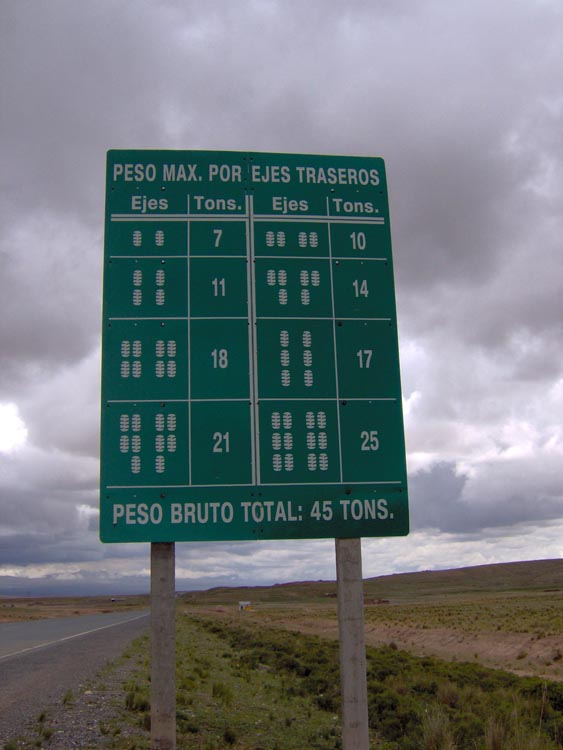 PESO MAX. POR EJES TRASEROS
Ejes Tons. Ejes Tons.
7 10
11 14
18 17
21 25
PESO BRUTO TOTAL: 45 TONS.